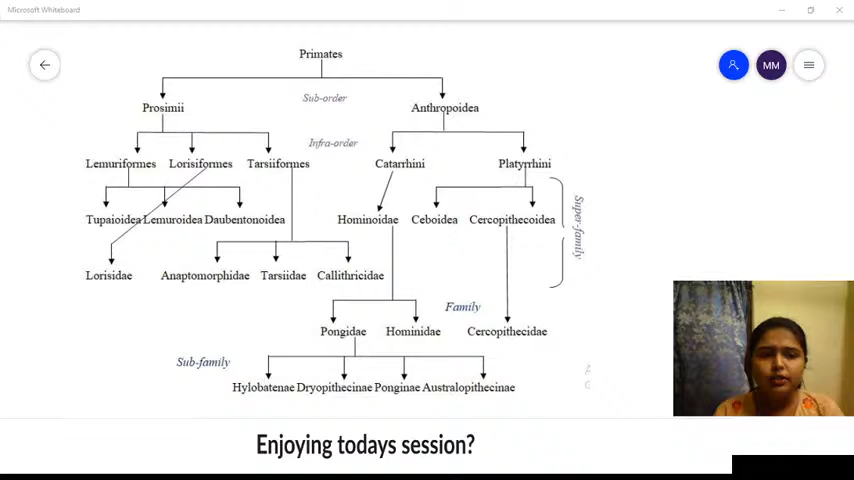 Microsoft Whiteboard
MM
Primates
Sub-order
Prosimii
Anthropoidea
Infra-order
Lemuriformes Lorisiformes Tarsiiformes Catarrhini Platyrrhini
Super-family
Tupaioidea Lemuroidea Daubentonoidea Hominoidae Ceboidea Cercopithecoidea
Lorisidae Anaptomorphidae Tarsiidae Callithricidae
Family
Pongidae Hominidae Cercopithecidae
Sub-family
Hylobatenae Dryopithecinae Ponginae Australopithecinae
Enjoying todays session?